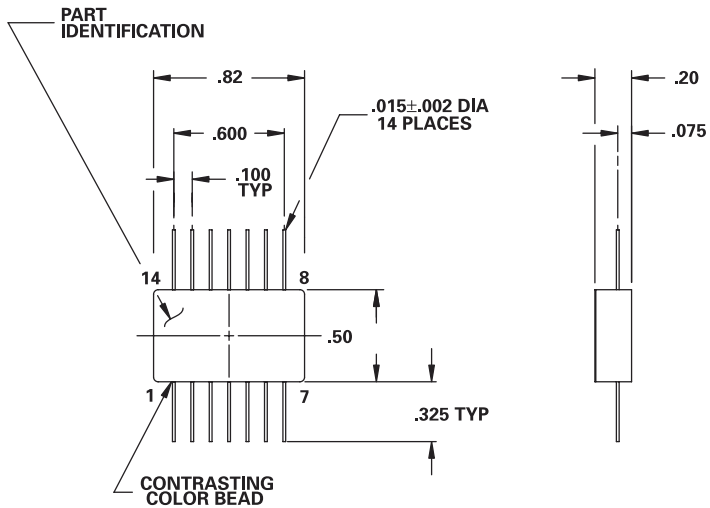 PART
IDENTIFICATION
.82
.20
.015±.002 DIA
14 PLACES
.600
.075
.100
TYP
14
8
.50
1
7
.325 TYP
CONTRASTING
COLOR BEAD